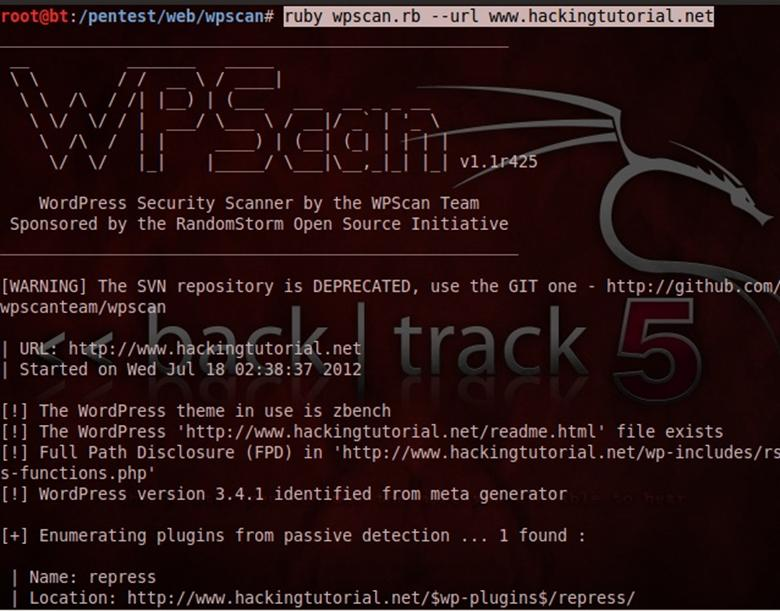 root@bt:/pentest/web/wpscan# ruby wpscan.rb --url www.hackingtutorial.net
WPScan v1.1r425
WordPress Security Scanner by the WPScan Team
Sponsored by the RandomStorm Open Source Initiative
[WARNING] The SVN repository is DEPRECATED, use the GIT one - http://github.com/
wpscanteam/wpscan
<< back | track 5
| URL: http://www.hackingtutorial.net
| Started on Wed Jul 18 02:38:37 2012
[!] The WordPress theme in use is zbench
[!] The WordPress 'http://www.hackingtutorial.net/readme.html' file exists
[!] Full Path Disclosure (FPD) in 'http://www.hackingtutorial.net/wp-includes/rs
s-functions.php'
[!] WordPress version 3.4.1 identified from meta generator
[+] Enumerating plugins from passive detection ... 1 found :
| Name: repress
| Location: http://www.hackingtutorial.net/$wp-plugins$/repress/